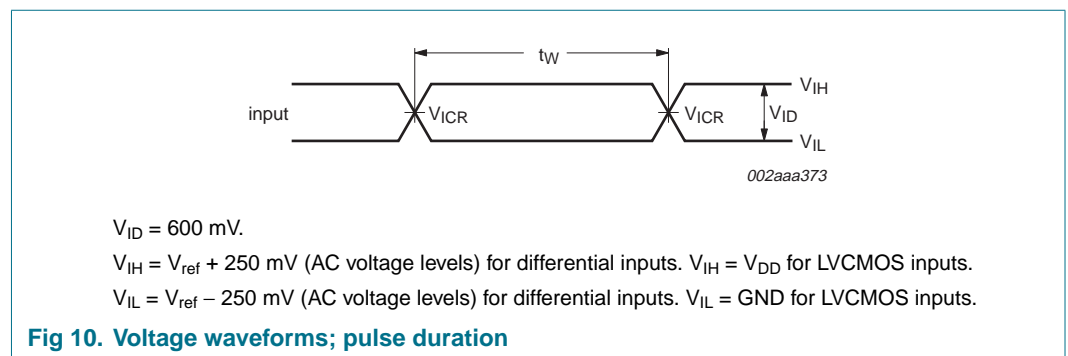 tW
VIH
input
VICR
VICR
VID
VIL
002aaa373
VID = 600 mV.
VIH = Vref + 250 mV (AC voltage levels) for differential inputs. VIH = VDD for LVCMOS inputs.
VIL = Vref − 250 mV (AC voltage levels) for differential inputs. VIL = GND for LVCMOS inputs.
Fig 10. Voltage waveforms; pulse duration